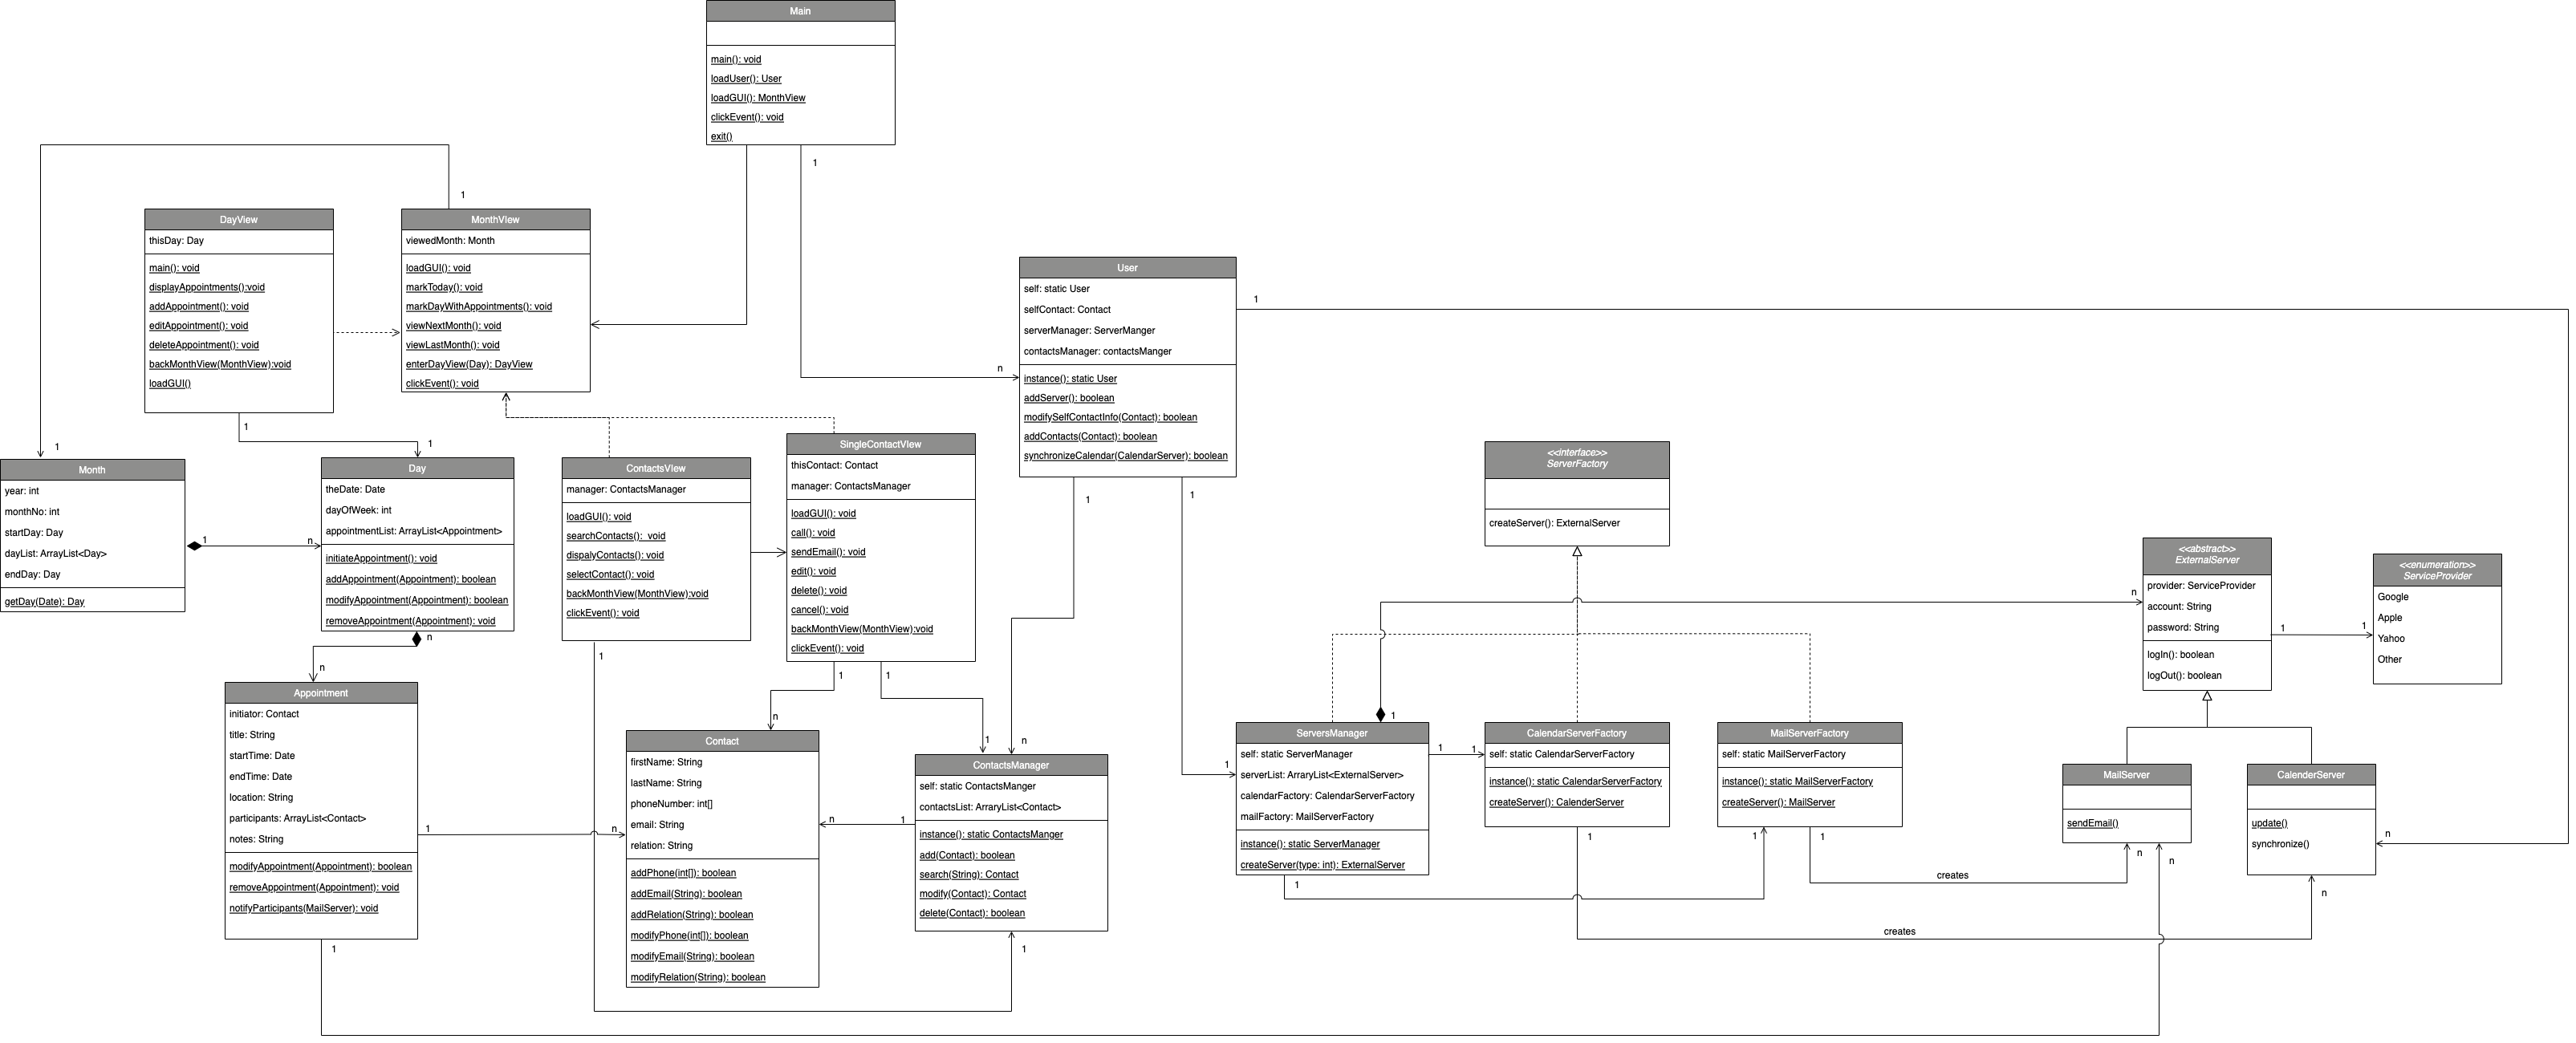 Main
main(): void
loadUser(): User
loadGUI(): MonthView
clickEvent(): void
exit()
1
1
1
n
1
1
DayView
thisDay: Day
main(): void
displayAppointments():void
addAppointment(): void
editAppointment(): void
deleteAppointment(): void
backMonthView(MonthView):void
loadGUI()
1
1
MonthVIew
viewedMonth: Month
loadGUI(): void
markToday(): void
markDayWithAppointments(): void
viewNextMonth(): void
viewLastMonth(): void
enterDayView(Day): DayView
clickEvent(): void
User
self: static User
selfContact: Contact
serverManager: ServerManger
contactsManager: contactsManger
instance(): static User
addServer(): boolean
modifySelfContactInfo(Contact): boolean
addContacts(Contact): boolean
synchronizeCalendar(CalendarServer): boolean
1
1
Month
year: int
monthNo: int
startDay: Day
dayList: ArrayList<Day>
endDay: Day
getDay(Date): Day
1
n
Day
theDate: Date
dayOfWeek: int
appointmentList: ArrayList<Appointment>
initiateAppointment(): void
addAppointment(Appointment): boolean
modifyAppointment(Appointment): boolean
removeAppointment(Appointment): void
n
n
ContactsVIew
manager: ContactsManager
loadGUI(): void
searchContacts():  void
dispalyContacts(): void
selectContact(): void
backMonthView(MonthView):void
clickEvent(): void
1
SingleContactVIew
thisContact: Contact
manager: ContactsManager
loadGUI(): void
call(): void
sendEmail(): void
edit(): void
delete(): void
cancel(): void
backMonthView(MonthView):void
clickEvent(): void
1
1
n
1
n
<<interface>>
ServerFactory
createServer(): ExternalServer
<<abstract>>
ExternalServer
provider: ServiceProvider
account: String
password: String
logIn(): boolean
logOut(): boolean
n
1
1
<<enumeration>>
ServiceProvider
Google
Apple
Yahoo
Other
Appointment
initiator: Contact
title: String
startTime: Date
endTime: Date
location: String
participants: ArrayList<Contact>
notes: String
modifyAppointment(Appointment): boolean
removeAppointment(Appointment): void
notifyParticipants(MailServer): void
1
n
1
Contact
firstName: String
lastName: String
phoneNumber: int[]
email: String
relation: String
addPhone(int[]): boolean
addEmail(String): boolean
addRelation(String): boolean
modifyPhone(int[]): boolean
modifyEmail(String): boolean
modifyRelation(String): boolean
n
1
ContactsManager
self: static ContactsManger
contactsList: ArraryList<Contact>
instance(): static ContactsManger
add(Contact): boolean
search(String): Contact
modify(Contact): Contact
delete(Contact): boolean
1
1
1
ServersManager
self: static ServerManager
serverList: ArraryList<ExternalServer>
calendarFactory: CalendarServerFactory
mailFactory: MailServerFactory
instance(): static ServerManager
createServer(type: int): ExternalServer
1
1
1
CalendarServerFactory
self: static CalendarServerFactory
instance(): static CalendarServerFactory
createServer(): CalenderServer
1
MailServerFactory
self: static MailServerFactory
instance(): static MailServerFactory
createServer(): MailServer
1
1
creates
creates
MailServer
sendEmail()
n
n
CalenderServer
update()
synchronize()
n
n